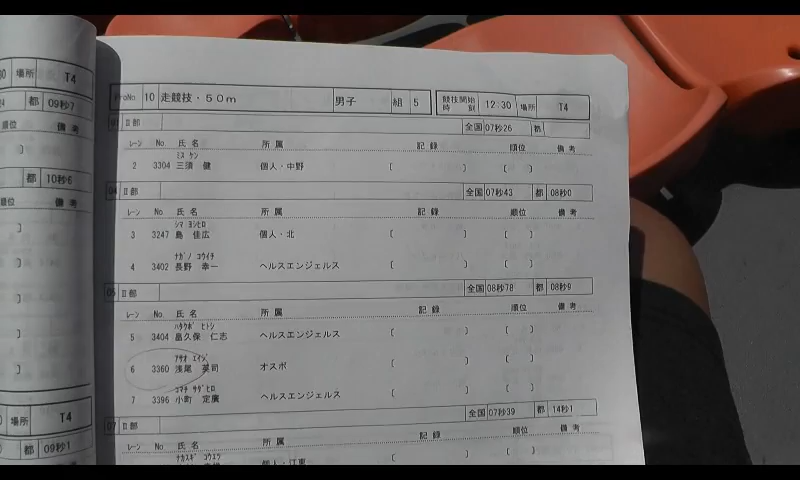 場所 T4
都 09秒7
順位 備考
〕
都 10秒6
順位 備考
〕
〕
〕
〕
〕
場所 T4
都 09秒1
ProNo 10 走競技・50m 男子 組 5 競技開始時刻 12:30 場所 T4
Ⅱ部 全国 07秒26 都
レーン No. 氏名 所属 記録 順位 備考
ミス ケン
2 3304 三須 健 個人・中野 〔 〕 〔 〕
04 Ⅱ部 全国 07秒43 都 08秒0
レーン No. 氏名 所属 記録 順位 備考
シマ ヨシヒロ
3 3247 島 佳広 個人・北 〔 〕 〔 〕
ナガノ コウイチ
4 3402 長野 幸一 ヘルスエンジェルス 〔 〕 〔 〕
05 Ⅱ部 全国 08秒78 都 08秒9
レーン No. 氏名 所属 記録 順位 備考
ハタクボ ヒトシ
5 3404 畠久保 仁志 ヘルスエンジェルス 〔 〕 〔 〕
アサオ エイジ
6 3360 浅尾 英司 オスポ 〔 〕 〔 〕
コマチ サダヒロ
7 3396 小町 定廣 ヘルスエンジェルス 〔 〕 〔 〕
07 Ⅱ部 全国 07秒39 都 14秒1
レーン No. 氏名 所属 記録 順位 備考
個人・江東 〔 〕 〔 〕